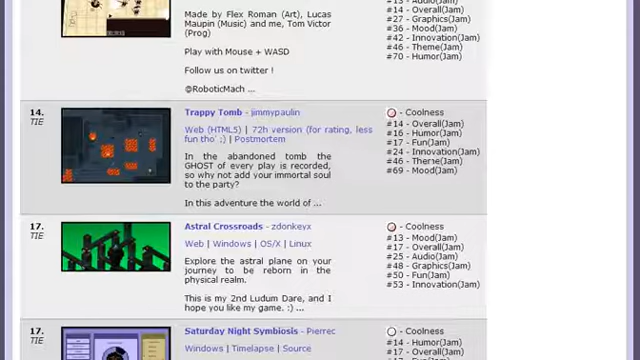 #13 - Audio(Jam)
Made by Flex Roman (Art), Lucas
Maupin (Music) and me, Tom Victor
(Prog)
Play with Mouse + WASD
Follow us on twitter !
@RoboticMach ...
#14 - Overall(Jam)
#27 - Graphics(Jam)
#36 - Mood(Jam)
#42 - Innovation(Jam)
#46 - Theme(Jam)
#70 - Humor(Jam)
14.
TIE
Trappy Tomb - jimmypaulin
Web (HTML5) | 72h version (for rating, less
fun tho' ;) | Postmortem
In the abandoned tomb the
GHOST of every play is recorded,
so why not add your immortal soul
to the party?
In this adventure the world of ...
- Coolness
#14 - Overall(Jam)
#16 - Humor(Jam)
#17 - Fun(Jam)
#24 - Innovation(Jam)
#46 - Theme(Jam)
#69 - Mood(Jam)
17.
TIE
Astral Crossroads - zdonkeyx
Web | Windows | OS/X | Linux
Explore the astral plane on your
journey to be reborn in the
physical realm.
This is my 2nd Ludum Dare, and I
hope you like my game. :) ...
- Coolness
#13 - Mood(Jam)
#17 - Overall(Jam)
#25 - Audio(Jam)
#48 - Graphics(Jam)
#50 - Fun(Jam)
#53 - Innovation(Jam)
17.
TIE
Saturday Night Symbiosis - Pierrec
Windows | Timelapse | Source
- Coolness
#14 - Humor(Jam)
#17 - Overall(Jam)